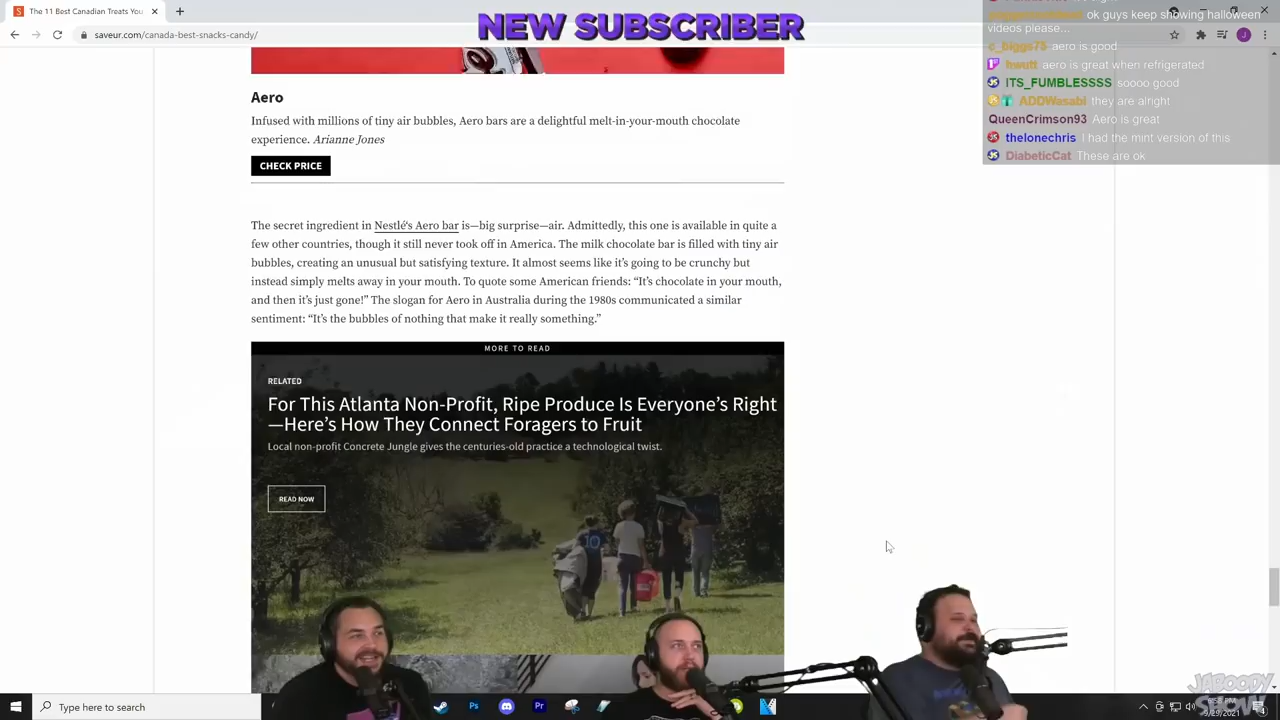 The 11 Best Canadian Treats You
NEW SUBSCRIBER
saveur.com/canada-best-snacks-candy/
ok guys keep showing halloween
videos please...
c_biggs75 aero is good
hwutt aero is great when refrigerated
ITS_FUMBLESSSS soooo good
ADDWasabi they are alright
QueenCrimson93 Aero is great
thelonechris I had the mint version of this
DiabeticCat These are ok
Aero
Infused with millions of tiny air bubbles, Aero bars are a delightful melt-in-your-mouth chocolate
experience. Arianne Jones
CHECK PRICE
The secret ingredient in Nestlé‘s Aero bar is—big surprise—air. Admittedly, this one is available in quite a
few other countries, though it still never took off in America. The milk chocolate bar is filled with tiny air
bubbles, creating an unusual but satisfying texture. It almost seems like it’s going to be crunchy but
instead simply melts away in your mouth. To quote some American friends: “It’s chocolate in your mouth,
and then it’s just gone!” The slogan for Aero in Australia during the 1980s communicated a similar
sentiment: “It’s the bubbles of nothing that make it really something.”
MORE TO READ
RELATED
For This Atlanta Non-Profit, Ripe Produce Is Everyone’s Right
—Here’s How They Connect Foragers to Fruit
Local non-profit Concrete Jungle gives the centuries-old practice a technological twist.
READ NOW
JABOODY
SHOW
Type here to search
9/29/2021